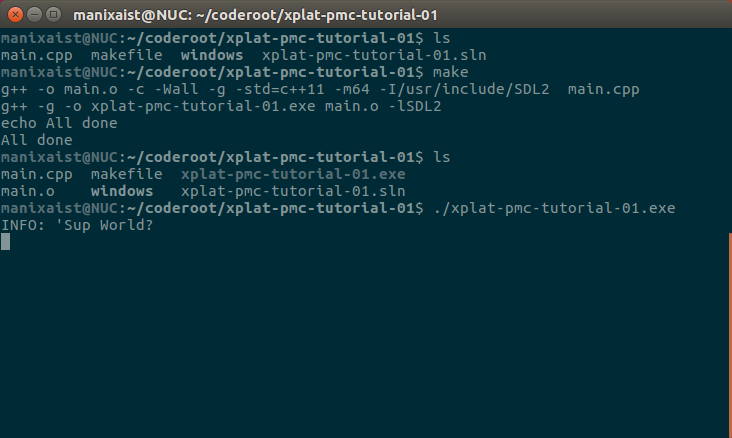 manixaist@NUC: ~/coderoot/xplat-pmc-tutorial-01
manixaist@NUC:~/coderoot/xplat-pmc-tutorial-01$ ls
main.cpp  makefile  windows  xplat-pmc-tutorial-01.sln
manixaist@NUC:~/coderoot/xplat-pmc-tutorial-01$ make
g++ -o main.o -c -Wall -g -std=c++11 -m64 -I/usr/include/SDL2  main.cpp
g++ -g -o xplat-pmc-tutorial-01.exe main.o -lSDL2
echo All done
All done
manixaist@NUC:~/coderoot/xplat-pmc-tutorial-01$ ls
main.cpp  makefile  xplat-pmc-tutorial-01.exe
main.o    windows   xplat-pmc-tutorial-01.sln
manixaist@NUC:~/coderoot/xplat-pmc-tutorial-01$ ./xplat-pmc-tutorial-01.exe
INFO: 'Sup World?